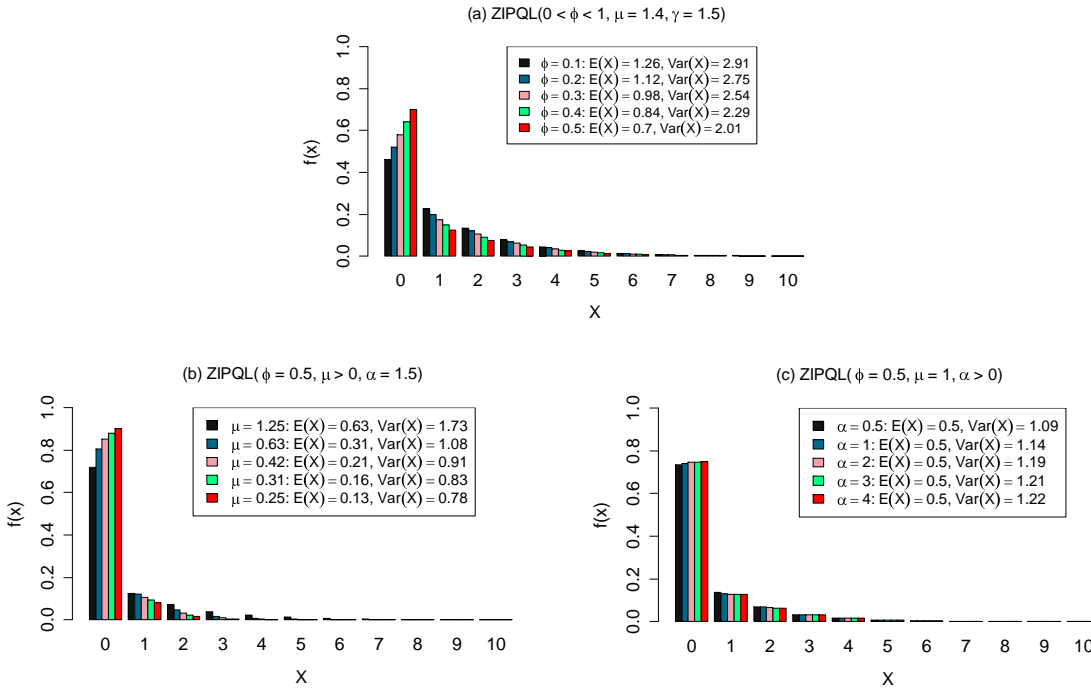 (a) ZIPQL(0 < ϕ < 1, μ = 1.4, γ = 1.5)
1.0
0.8
0.6
0.4
0.2
0.0
f(x)
ϕ = 0.1: E(X) = 1.26, Var(X) = 2.91
ϕ = 0.2: E(X) = 1.12, Var(X) = 2.75
ϕ = 0.3: E(X) = 0.98, Var(X) = 2.54
ϕ = 0.4: E(X) = 0.84, Var(X) = 2.29
ϕ = 0.5: E(X) = 0.7, Var(X) = 2.01
0 1 2 3 4 5 6 7 8 9 10
X
(b) ZIPQL( ϕ = 0.5, μ > 0, α = 1.5)
1.0
0.8
0.6
0.4
0.2
0.0
f(x)
μ = 1.25: E(X) = 0.63, Var(X) = 1.73
μ = 0.63: E(X) = 0.31, Var(X) = 1.08
μ = 0.42: E(X) = 0.21, Var(X) = 0.91
μ = 0.31: E(X) = 0.16, Var(X) = 0.83
μ = 0.25: E(X) = 0.13, Var(X) = 0.78
0 1 2 3 4 5 6 7 8 9 10
X
(c) ZIPQL( ϕ = 0.5, μ = 1, α > 0)
1.0
0.8
0.6
0.4
0.2
0.0
f(x)
α = 0.5: E(X) = 0.5, Var(X) = 1.09
α = 1: E(X) = 0.5, Var(X) = 1.14
α = 2: E(X) = 0.5, Var(X) = 1.19
α = 3: E(X) = 0.5, Var(X) = 1.21
α = 4: E(X) = 0.5, Var(X) = 1.22
0 1 2 3 4 5 6 7 8 9 10
X